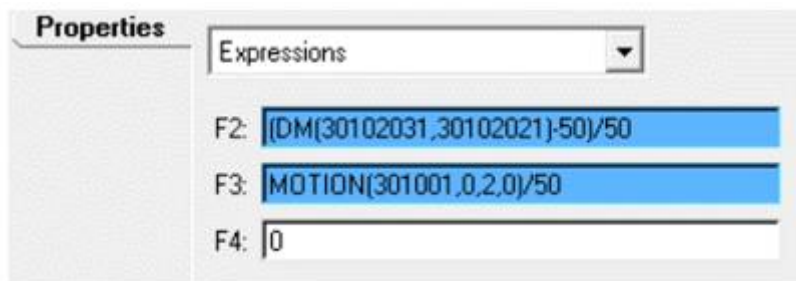 Properties
Expressions
F2: (DM(30102031,30102021)-50)/50
F3: MOTION(301001,0,2,0)/50
F4: 0